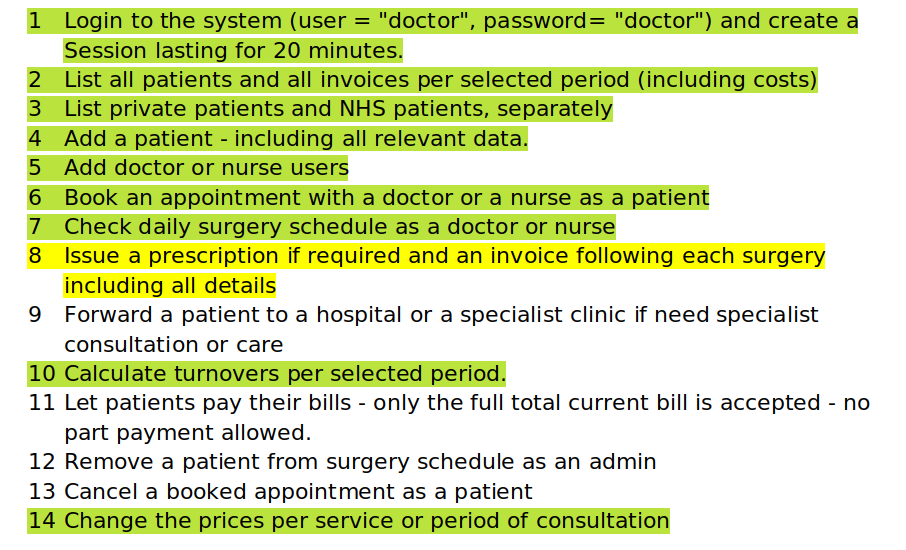 1 Login to the system (user = "doctor", password= "doctor") and create a
Session lasting for 20 minutes.
2 List all patients and all invoices per selected period (including costs)
3 List private patients and NHS patients, separately
4 Add a patient - including all relevant data.
5 Add doctor or nurse users
6 Book an appointment with a doctor or a nurse as a patient
7 Check daily surgery schedule as a doctor or nurse
8 Issue a prescription if required and an invoice following each surgery
including all details
9 Forward a patient to a hospital or a specialist clinic if need specialist
consultation or care
10 Calculate turnovers per selected period.
11 Let patients pay their bills - only the full total current bill is accepted - no
part payment allowed.
12 Remove a patient from surgery schedule as an admin
13 Cancel a booked appointment as a patient
14 Change the prices per service or period of consultation